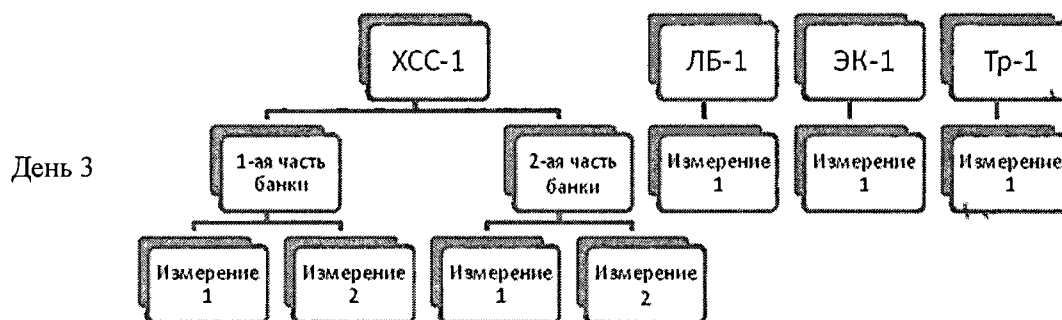 ХСС-1
ЛБ-1
ЭК-1
Тр-1
День 3
1-ая часть
банки
2-ая часть
банки
Измерение
1
Измерение
1
Измерение
1
Измерение
1
Измерение
2
Измерение
1
Измерение
2